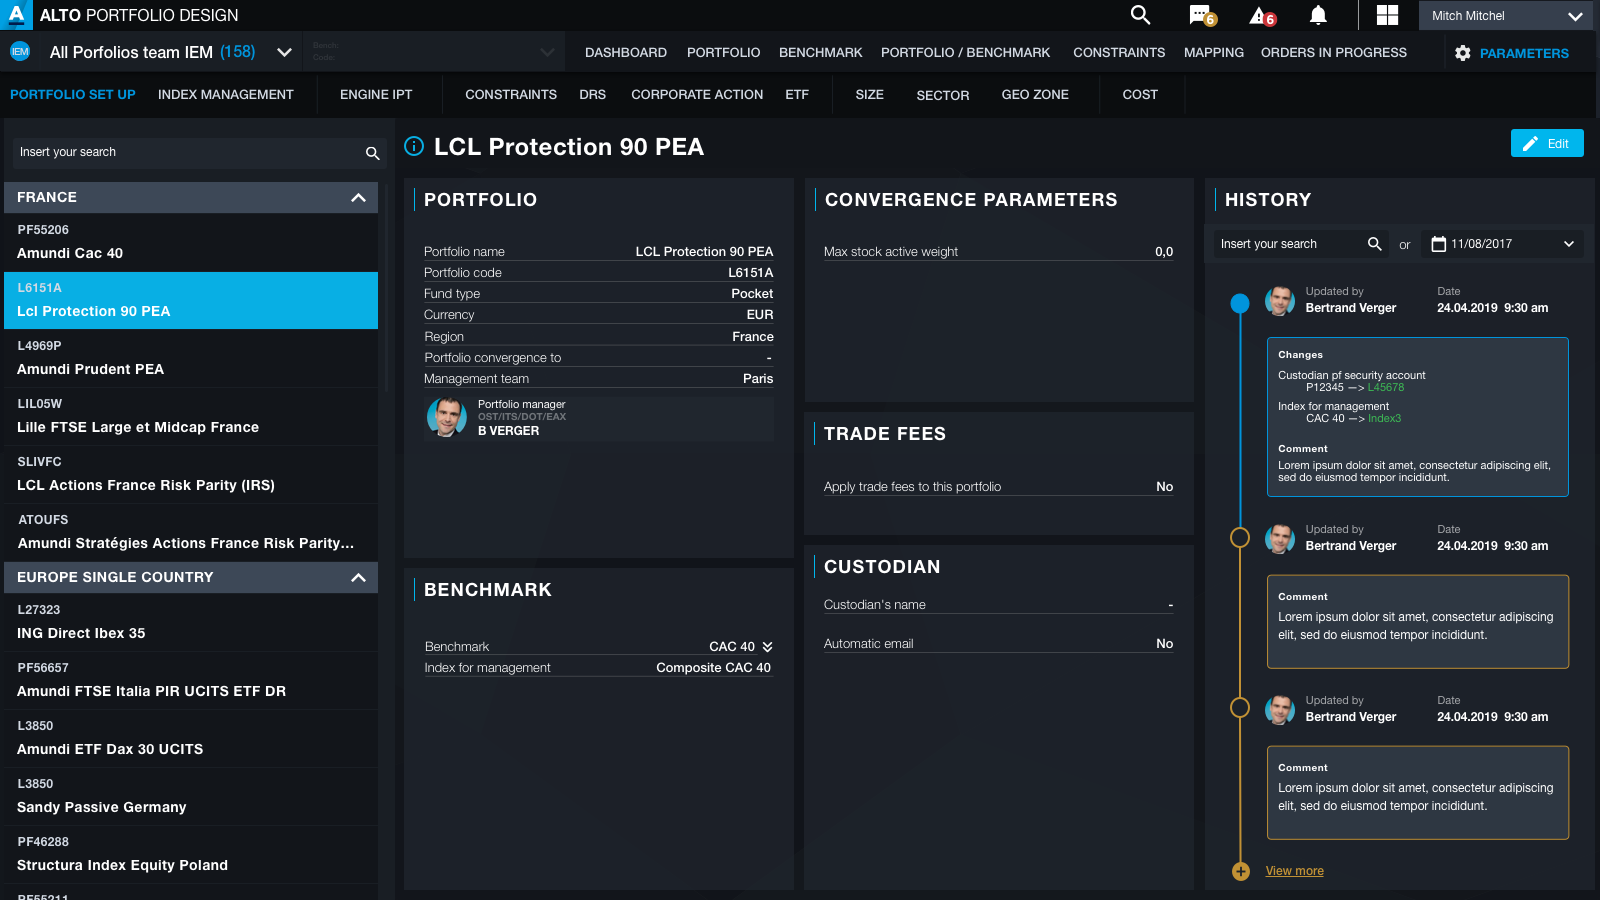 A ALTO PORTFOLIO DESIGN
6
6
Mitch Mitchel
IEM
All Porfolios team IEM (158)
Bench:
Code:
DASHBOARD
PORTFOLIO
BENCHMARK
PORTFOLIO / BENCHMARK
CONSTRAINTS
MAPPING
ORDERS IN PROGRESS
PARAMETERS
PORTFOLIO SET UP
INDEX MANAGEMENT
ENGINE IPT
CONSTRAINTS
DRS
CORPORATE ACTION
ETF
SIZE
SECTOR
GEO ZONE
COST
Insert your search
FRANCE
PF55206
Amundi Cac 40
L6151A
Lcl Protection 90 PEA
L4969P
Amundi Prudent PEA
LIL05W
Lille FTSE Large et Midcap France
SLIVFC
LCL Actions France Risk Parity (IRS)
ATOUFS
Amundi Stratégies Actions France Risk Parity...
EUROPE SINGLE COUNTRY
L27323
ING Direct Ibex 35
PF56657
Amundi FTSE Italia PIR UCITS ETF DR
L3850
Amundi ETF Dax 30 UCITS
L3850
Sandy Passive Germany
PF46288
Structura Index Equity Poland
PF55211
LCL Protection 90 PEA
Edit
PORTFOLIO
Portfolio name LCL Protection 90 PEA
Portfolio code L6151A
Fund type Pocket
Currency EUR
Region France
Portfolio convergence to -
Management team Paris
Portfolio manager
OST/ITS/DOT/EAX
B VERGER
BENCHMARK
Benchmark CAC 40
Index for management Composite CAC 40
CONVERGENCE PARAMETERS
Max stock active weight 0,0
TRADE FEES
Apply trade fees to this portfolio No
CUSTODIAN
Custodian's name -
Automatic email No
HISTORY
Insert your search or 11/08/2017
Updated by Date
Bertrand Verger 24.04.2019 9:30 am
Changes
Custodian pf security account
P12345 —> L45678
Index for management
CAC 40 —> Index3
Comment
Lorem ipsum dolor sit amet, consectetur adipiscing elit,
sed do eiusmod tempor incididunt.
Updated by Date
Bertrand Verger 24.04.2019 9:30 am
Comment
Lorem ipsum dolor sit amet, consectetur adipiscing
elit, sed do eiusmod tempor incididunt.
Updated by Date
Bertrand Verger 24.04.2019 9:30 am
Comment
Lorem ipsum dolor sit amet, consectetur adipiscing
elit, sed do eiusmod tempor incididunt.
View more